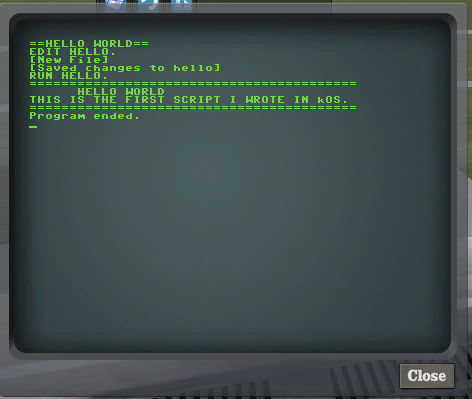 ==HELLO WORLD==
EDIT HELLO.
[New File]
[Saved changes to hello]
RUN HELLO.
=========================================
HELLO WORLD
THIS IS THE FIRST SCRIPT I WROTE IN kOS.
=========================================
Program ended.
Close